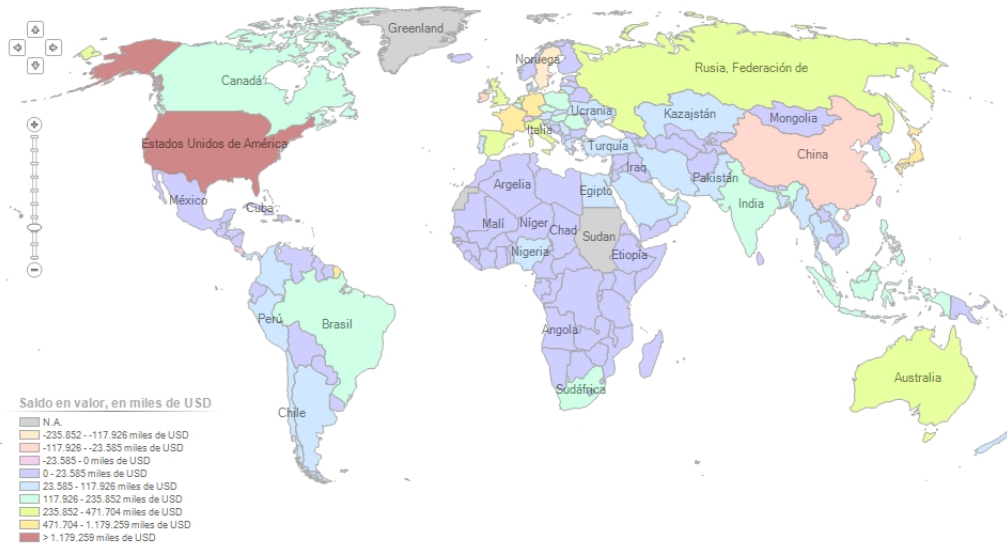 Greenland
Noruega
Canadá
Rusia, Federación de
Ucrania
Kazajstán
Mongolia
Italia
Estados Unidos de América
Turquía
China
Iraq
Pakistán
Argelia
Egipto
México
Cuba
India
Malí
Níger
Chad
Sudan
Nigeria
Etiopía
Perú
Brasil
Angola
Australia
Sudáfrica
Chile
Saldo en valor, en miles de USD
N.A.
-235.852 - -117.926 miles de USD
-117.926 - -23.585 miles de USD
-23.585 - 0 miles de USD
0 - 23.585 miles de USD
23.585 - 117.926 miles de USD
117.926 - 235.852 miles de USD
235.852 - 471.704 miles de USD
471.704 - 1.179.259 miles de USD
> 1.179.259 miles de USD